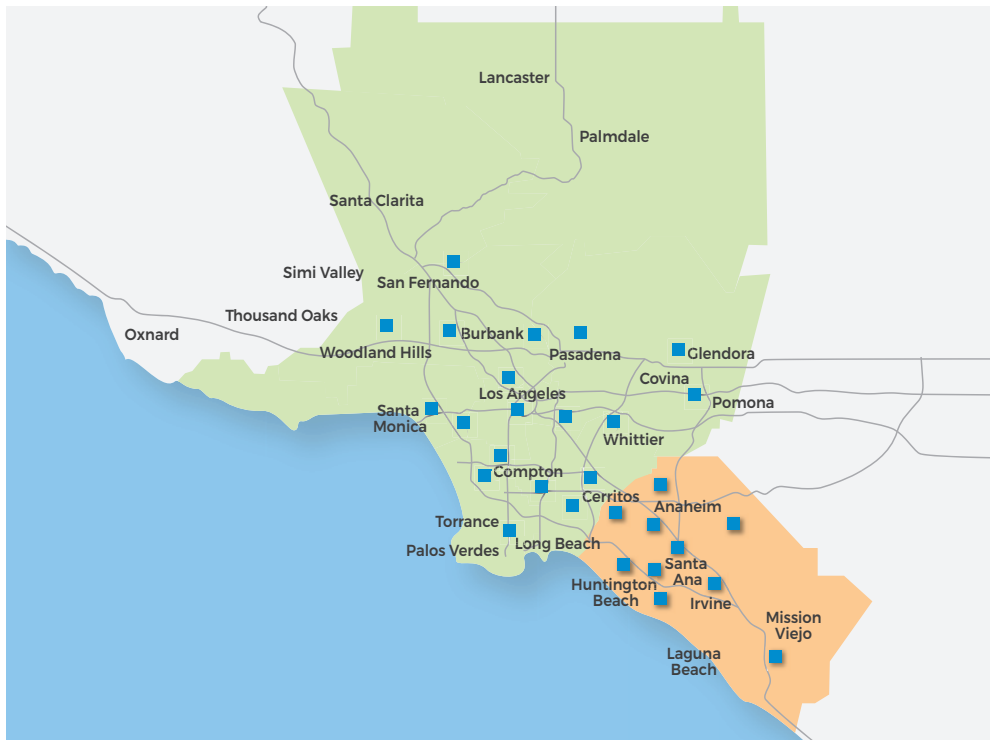 Lancaster
Palmdale
Santa Clarita
Simi Valley
San Fernando
Thousand Oaks
Oxnard
Burbank
Woodland Hills
Pasadena
Glendora
Covina
Los Angeles
Pomona
Santa
Monica
Whittier
Compton
Cerritos
Anaheim
Torrance
Long Beach
Palos Verdes
Santa
Ana
Huntington
Beach
Irvine
Mission
Viejo
Laguna
Beach